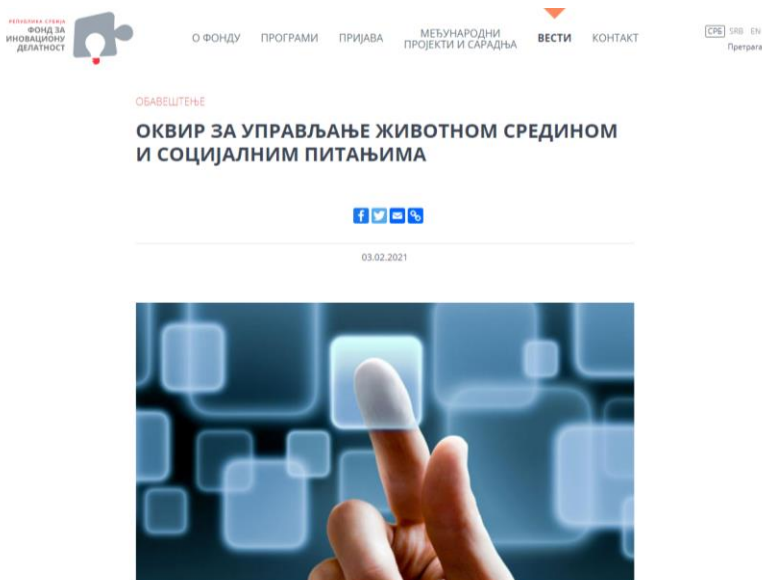 РЕПУБЛИКА СРБИЈА
ФОНД ЗА
ИНОВАЦИОНУ
ДЕЛАТНОСТ
О ФОНДУ
ПРОГРАМИ
ПРИЈАВА
МЕЂУНАРОДНИ
ПРОЈЕКТИ И САРАДЊА
ВЕСТИ
КОНТАКТ
СРБ SRB EN
Претрага
ОБАВЕШТЕЊЕ
ОКВИР ЗА УПРАВЉАЊЕ ЖИВОТНОМ СРЕДИНОМ
И СОЦИЈАЛНИМ ПИТАЊИМА
03.02.2021